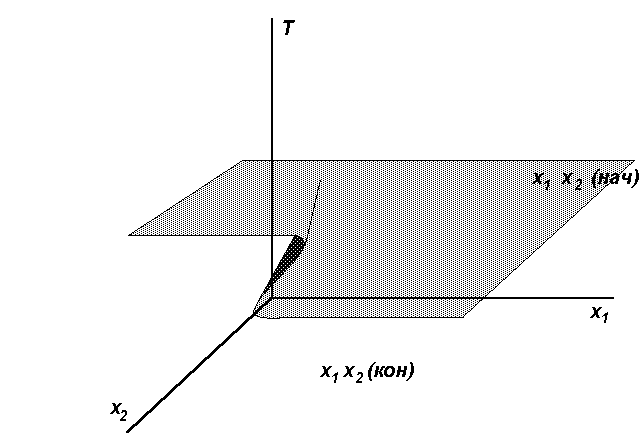 T
x₁ x₂ (нач)
x₁
x₁ x₂ (кон)
x₂